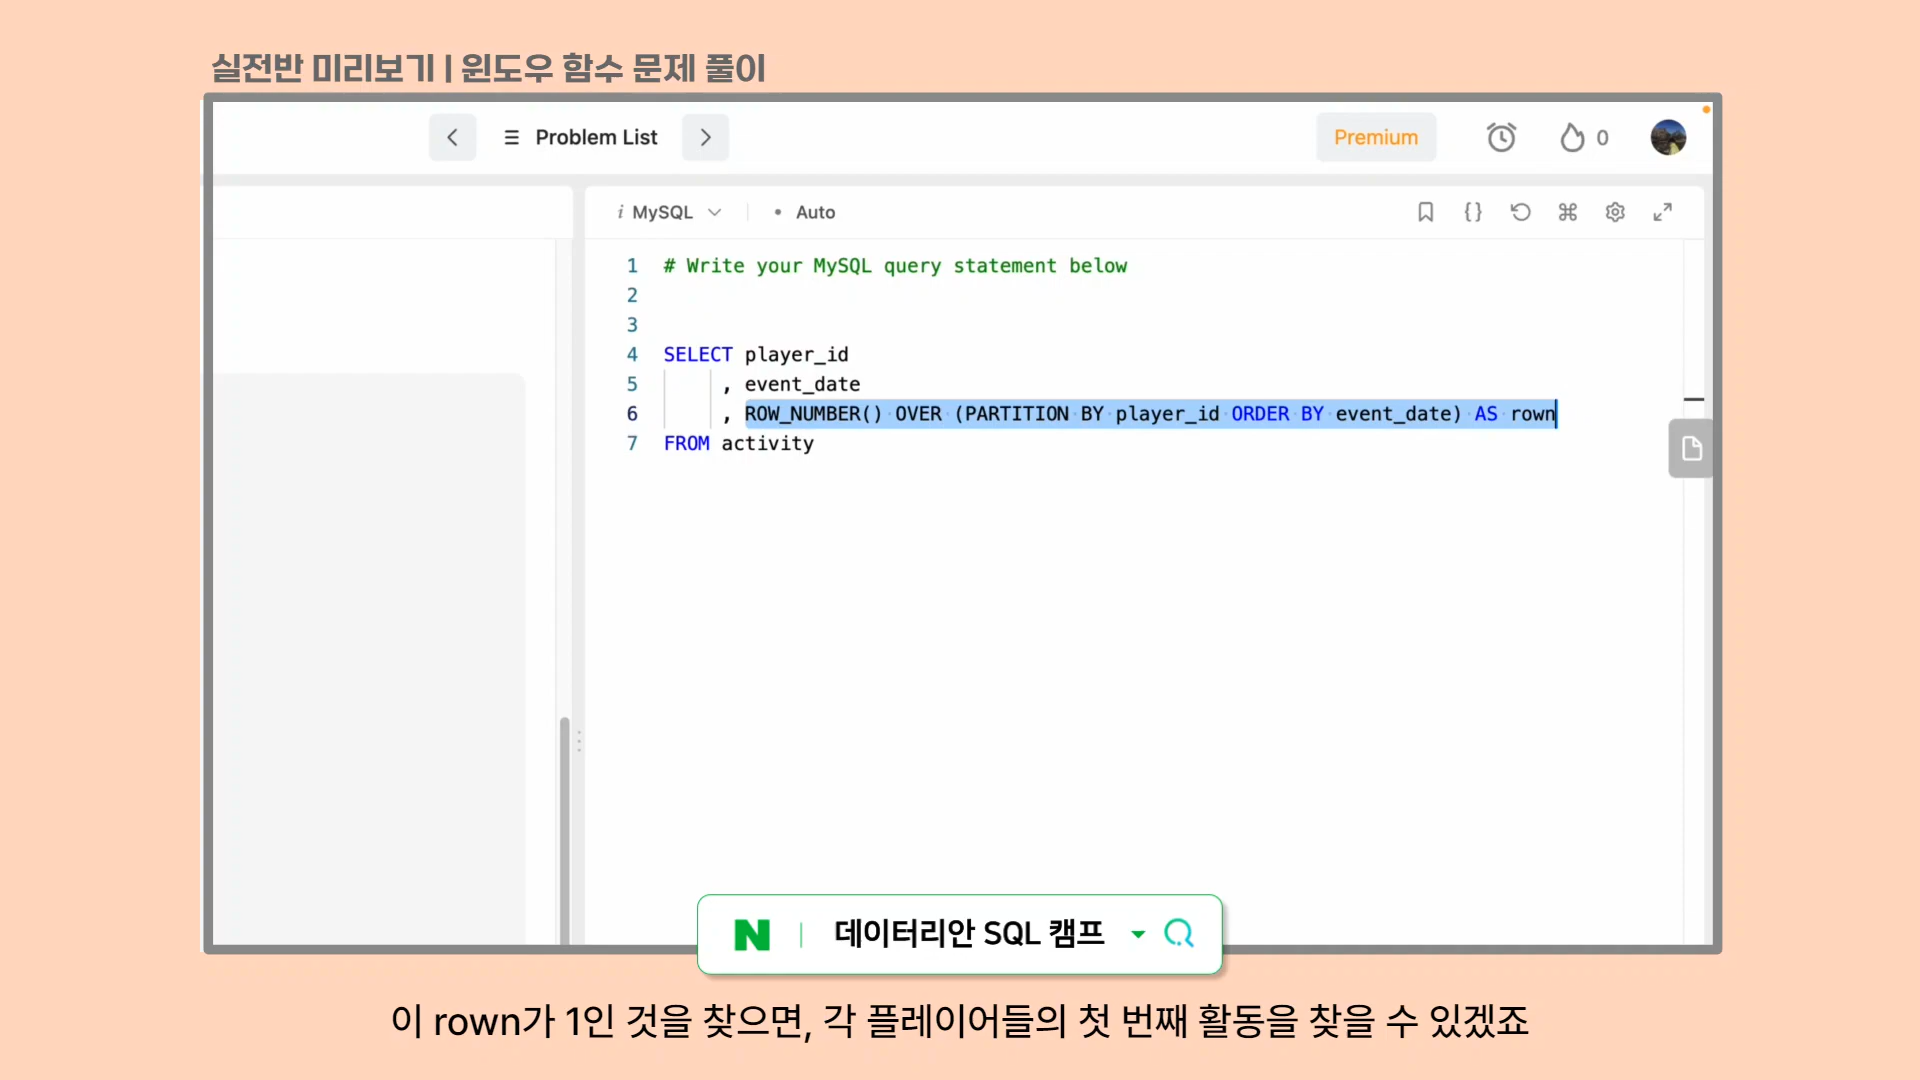 실전반 미리보기 | 윈도우 함수 문제 풀이
Problem List
Premium
0
i MySQL
• Auto
1 # Write your MySQL query statement below
2
3
4 SELECT player_id
5 , event_date
6 , ROW_NUMBER() OVER (PARTITION BY player_id ORDER BY event_date) AS rown
7 FROM activity
N | 데이터리안 SQL 캠프
이 rown가 1인 것을 찾으면, 각 플레이어들의 첫 번째 활동을 찾을 수 있겠죠